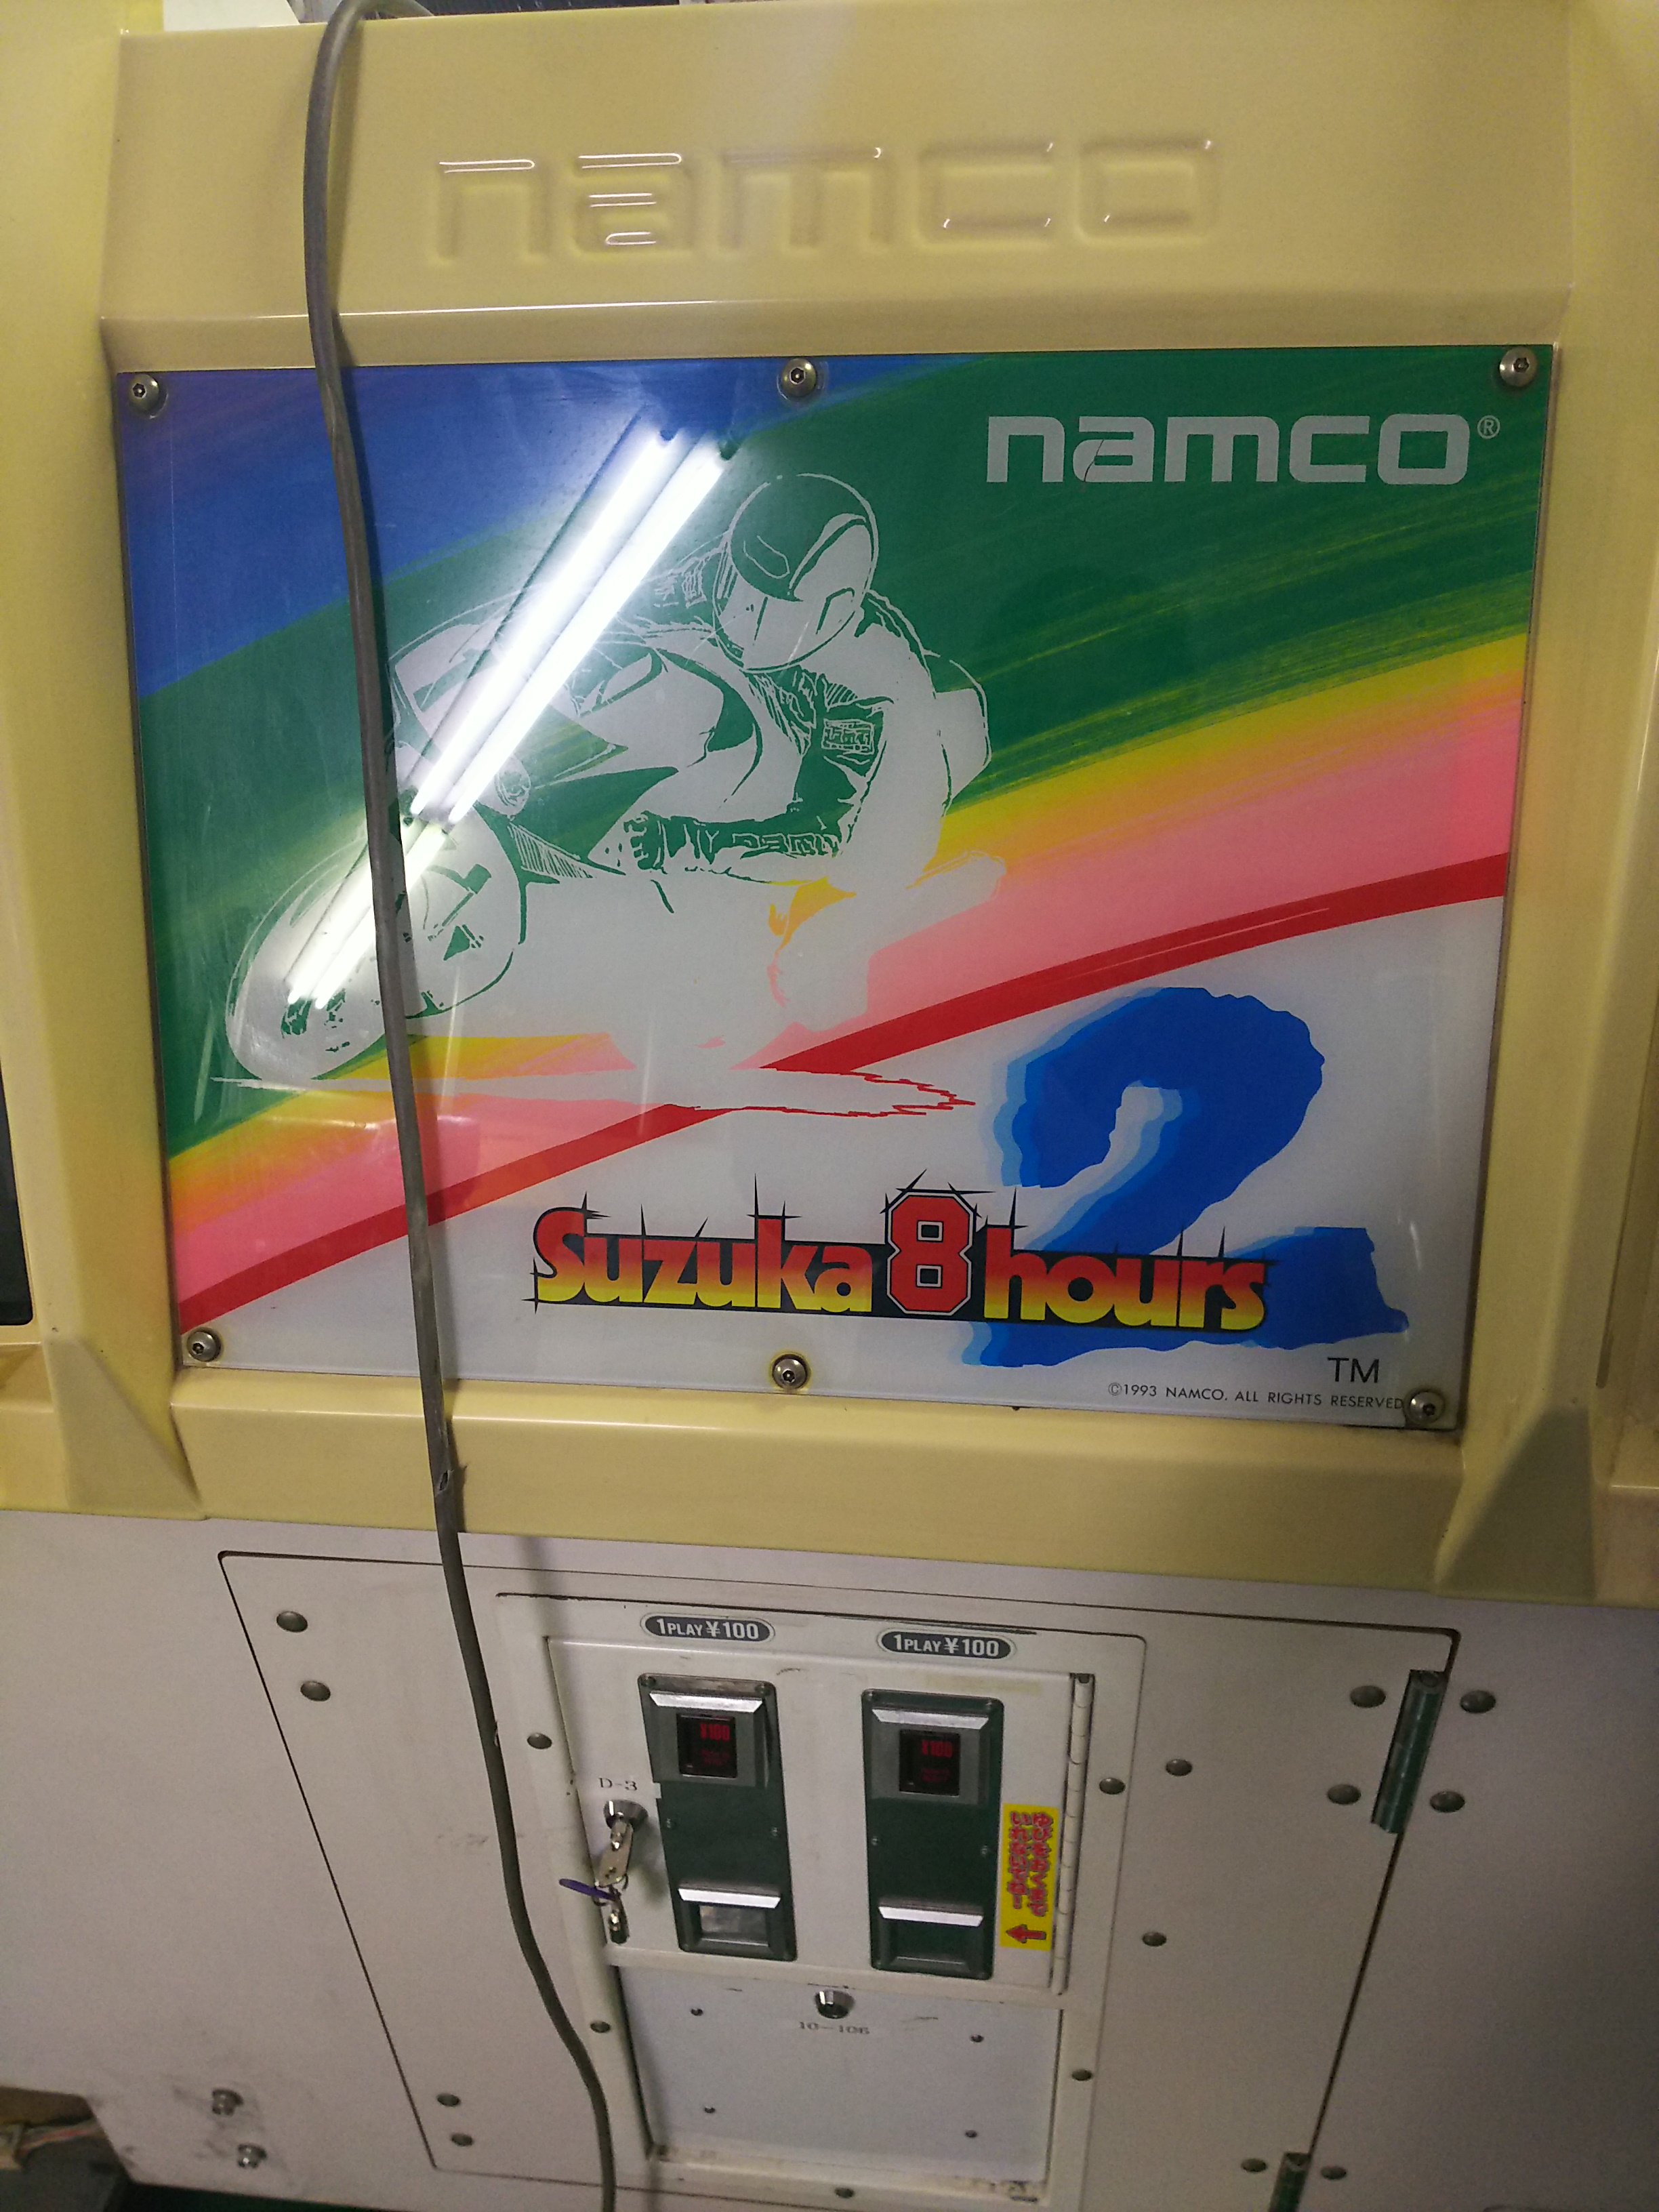 namco
namco®
Suzuka 8 hours 2
TM
©1993 NAMCO. ALL RIGHTS RESERVED
1PLAY ¥100
1PLAY ¥100
¥100
¥100
D-3
10-106